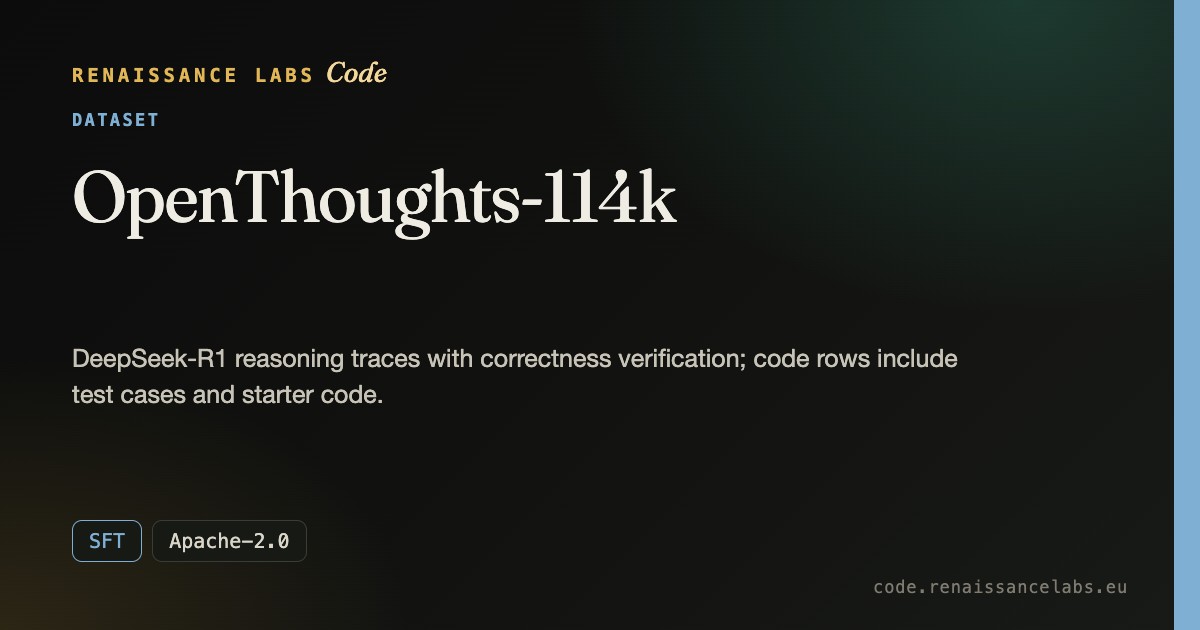 RENAISSANCE LABS Code
DATASET
OpenThoughts-114k
DeepSeek-R1 reasoning traces with correctness verification; code rows include
test cases and starter code.
SFT Apache-2.0
code.renaissancelabs.eu